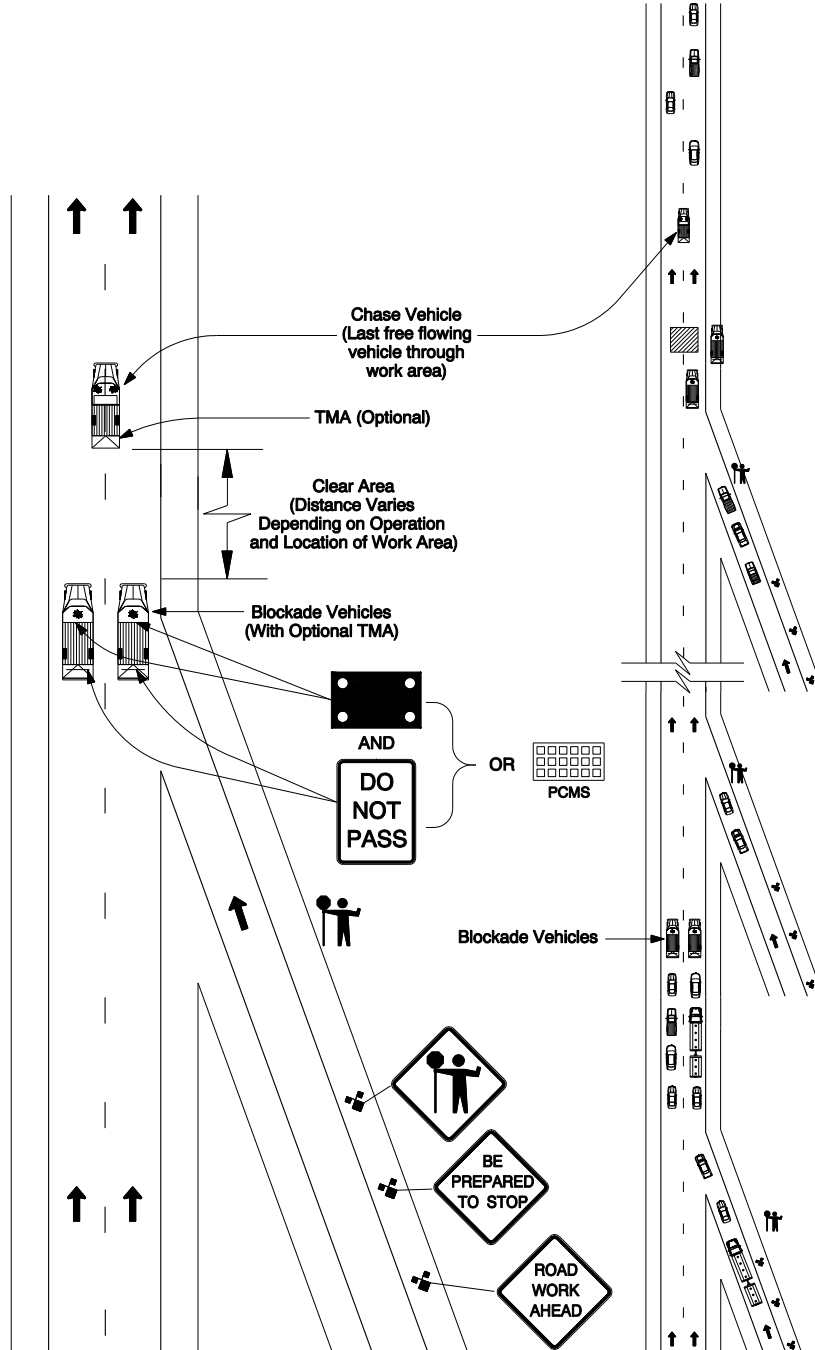 Chase Vehicle
(Last free flowing
vehicle through
work area)
TMA (Optional)
Clear Area
(Distance Varies
Depending on Operation
and Location of Work Area)
Blockade Vehicles
(With Optional TMA)
AND
DO
NOT
PASS
OR
PCMS
Blockade Vehicles
BE
PREPARED
TO STOP
ROAD
WORK
AHEAD